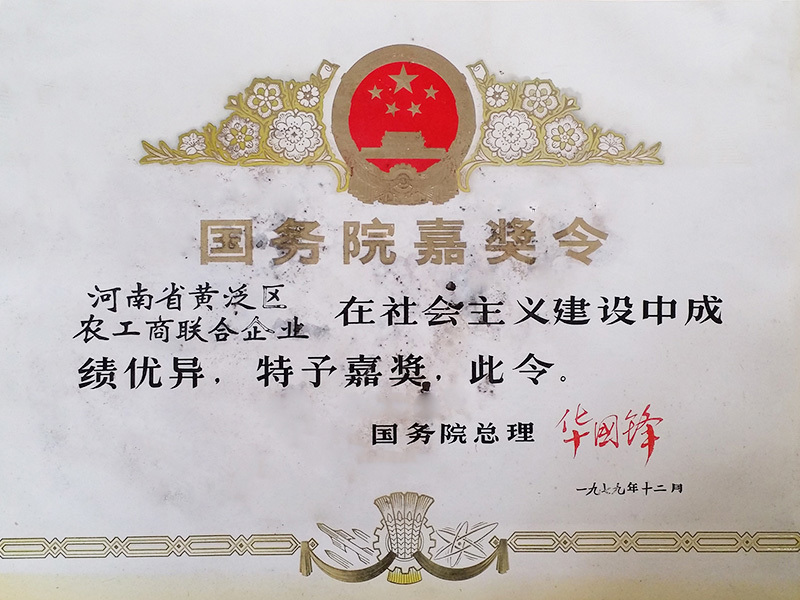 国务院嘉奖令
河南省黄泛区
农工商联合企业
在社会主义建设中成
绩优异，特予嘉奖，此令。
国务院总理 华国锋
一九七九年十二月